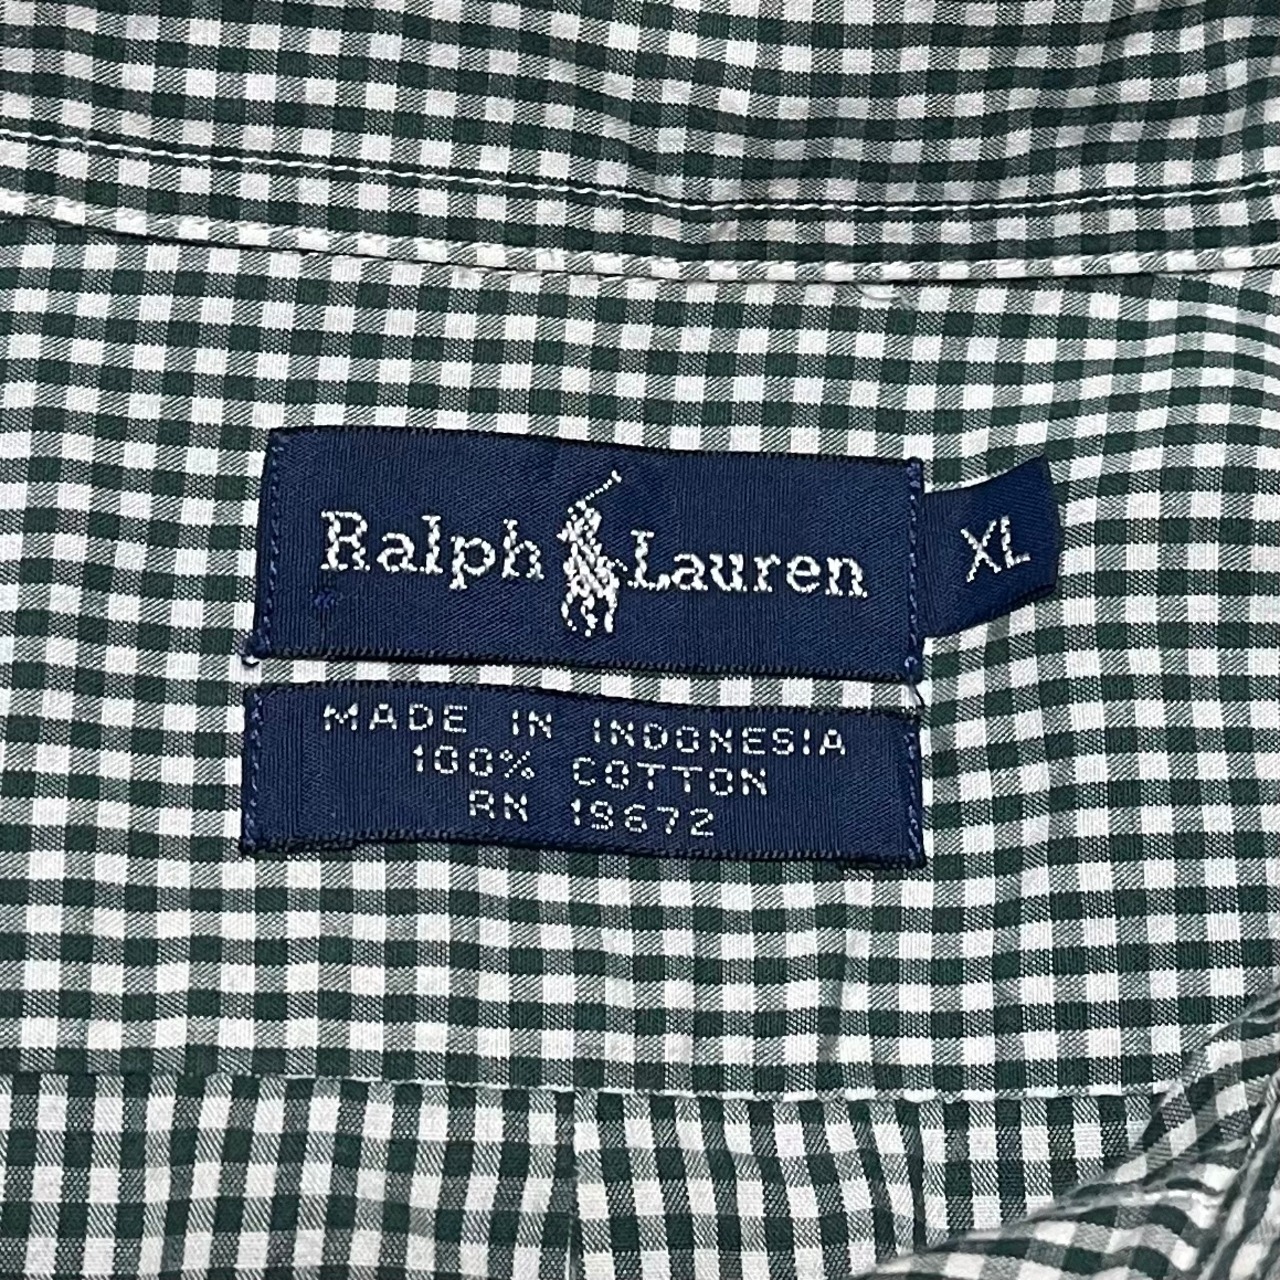 Ralph Lauren
XL
MADE IN INDONESIA
100% COTTON
RN 19672